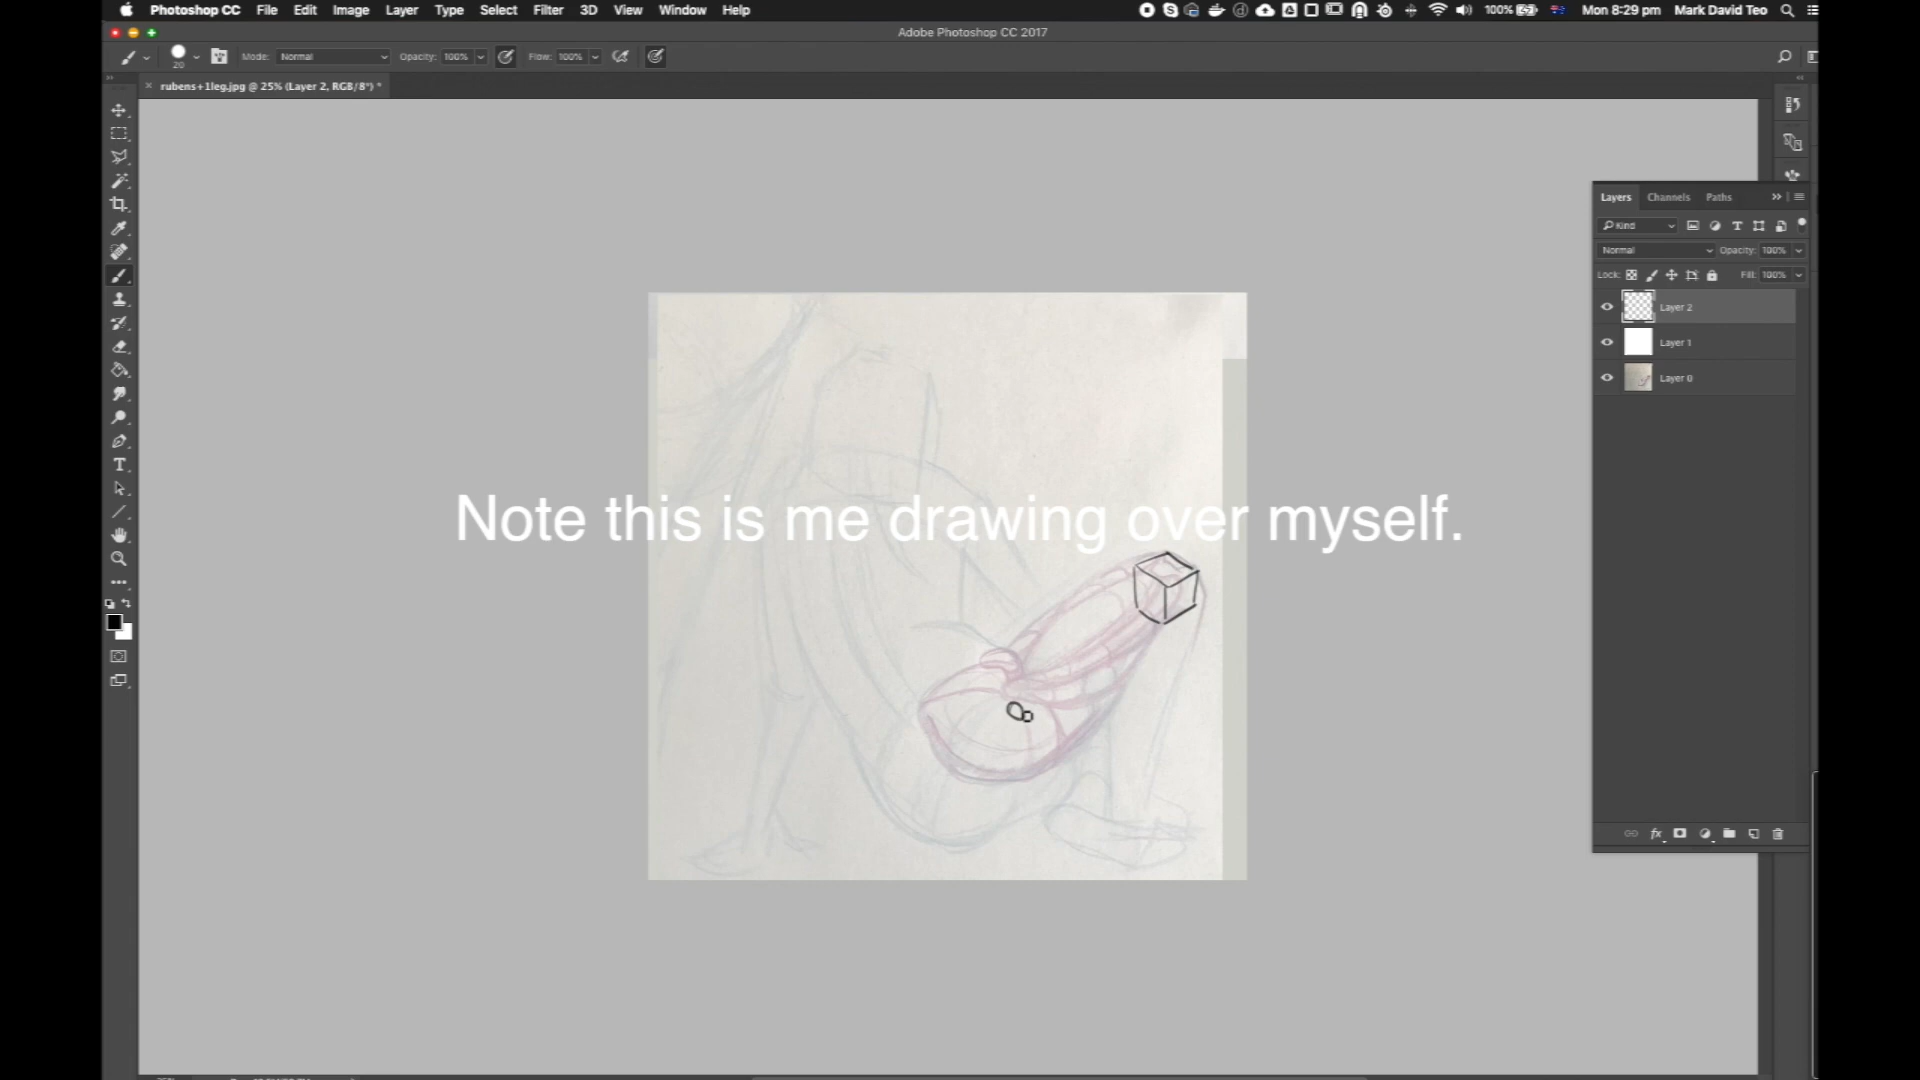 Photoshop CC File Edit Image Layer Type Select Filter 3D View Window Help 100% Mon 8:29 pm Mark David Teo
Adobe Photoshop CC 2017
20 Mode: Normal Opacity: 100% Flow: 100%
rubens+1leg.jpg @ 25% (Layer 2, RGB/8*) *
Layers Channels Paths
Kind
Normal Opacity: 100%
Lock: Fill: 100%
Layer 2
Layer 1
Layer 0
Note this is me drawing over myself.